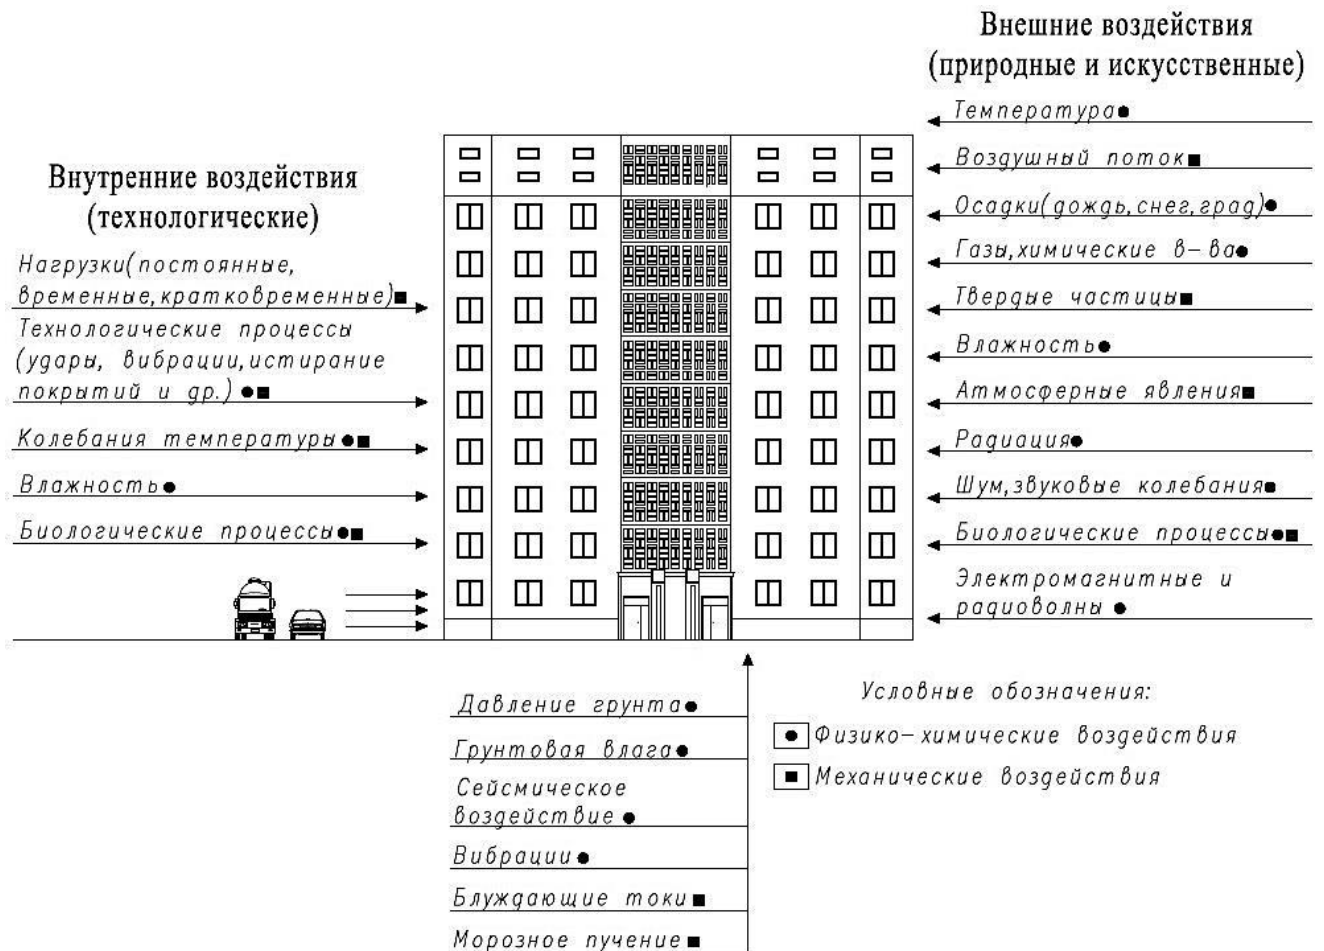 Внешние воздействия
(природные и искусственные)
Температура●
Воздушный поток■
Осадки(дождь,снег,град)●
Газы,химические в-ва●
Твердые частицы■
Влажность●
Атмосферные явления■
Радиация●
Шум,звуковые колебания■
Биологические процессы●■
Электромагнитные и
радиоволны ●
Внутренние воздействия
(технологические)
Нагрузки(постоянные,
временные,кратковременные)■
Технологические процессы
(удары, вибрации,истирание
покрытий и др.) ●■
Колебания температуры●■
Влажность●
Биологические процессы●■
Давление грунта●
Грунтовая влага●
Сейсмическое
воздействие ●
Вибрации●
Блуждающие токи■
Морозное пучение■
Условные обозначения:
● Физико-химические воздействия
■ Механические воздействия